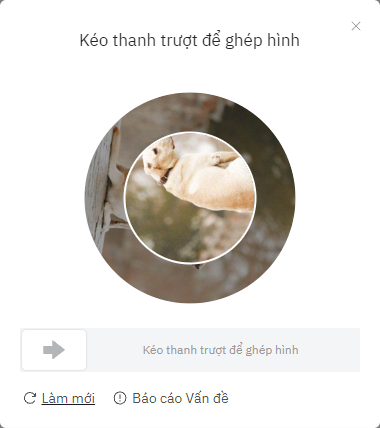 Kéo thanh trượt để ghép hình
Kéo thanh trượt để ghép hình
Làm mới
Báo cáo Vấn đề